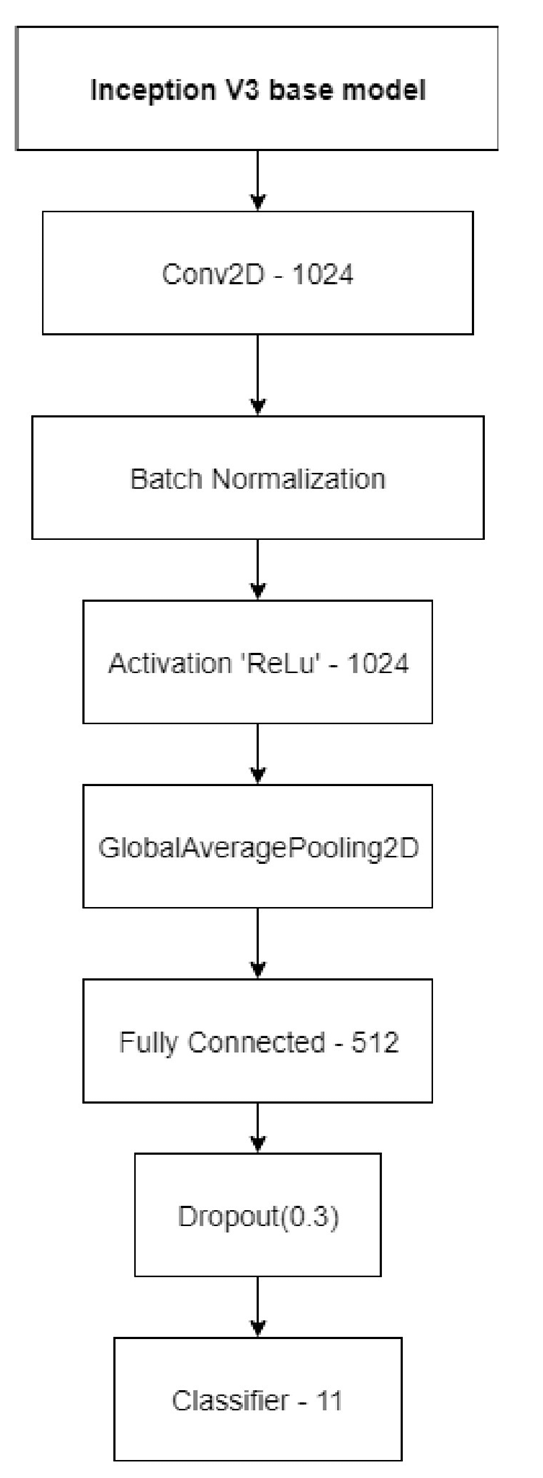 Inception V3 base model
Conv2D - 1024
Batch Normalization
Activation 'ReLu' - 1024
GlobalAveragePooling2D
Fully Connected - 512
Dropout(0.3)
Classifier - 11